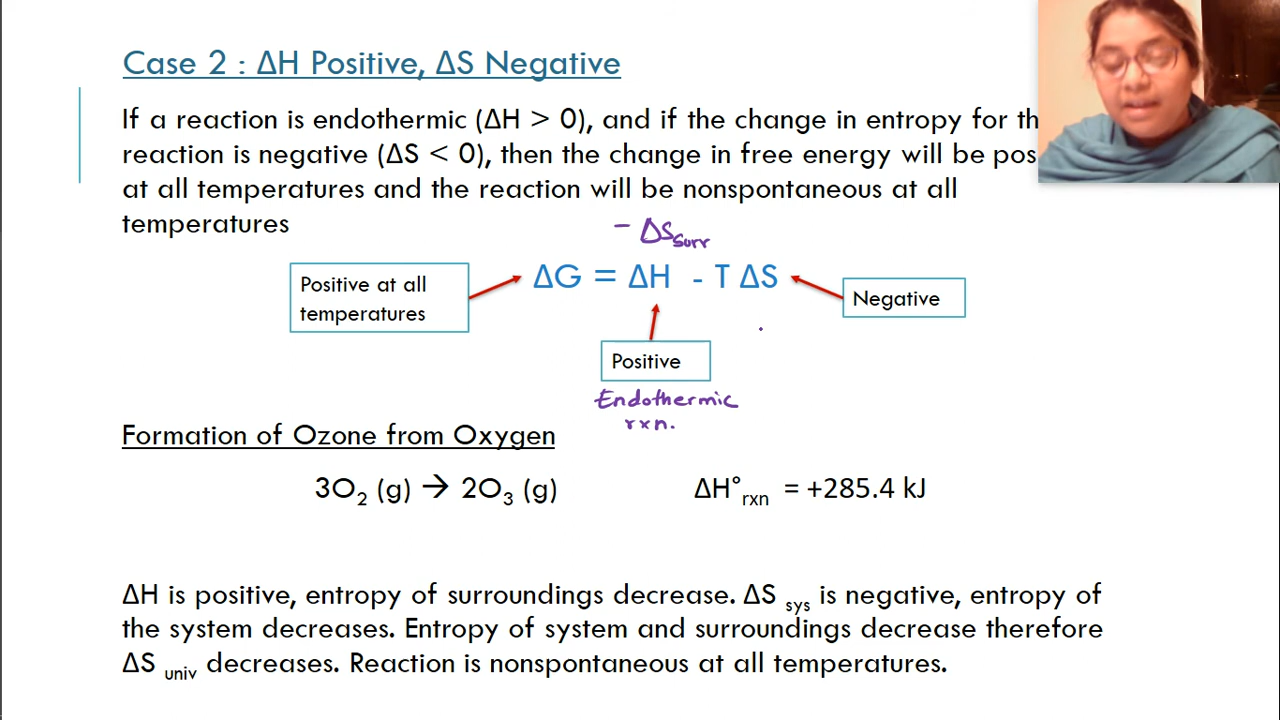 Case 2 : ΔH Positive, ΔS Negative
If a reaction is endothermic (ΔH > 0), and if the change in entropy for
reaction is negative (ΔS < 0), then the change in free energy will be
at all temperatures and the reaction will be nonspontaneous at all
temperatures
- ΔSsurr
Positive at all
temperatures
ΔG = ΔH - T ΔS
Negative
Positive
Endothermic
rxn.
Formation of Ozone from Oxygen
3O₂ (g) → 2O₃ (g) ΔH°rxn = +285.4 kJ
ΔH is positive, entropy of surroundings decrease. ΔS sys is negative, entropy of
the system decreases. Entropy of system and surroundings decrease therefore
ΔS univ decreases. Reaction is nonspontaneous at all temperatures.